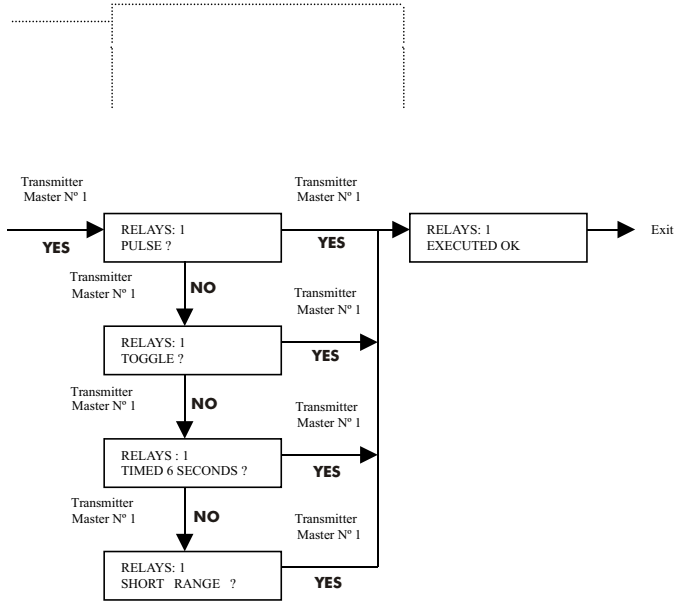 Transmitter
Master Nº 1
Transmitter
Master Nº 1
YES
RELAYS: 1
PULSE ?
YES
RELAYS: 1
EXECUTED OK
Exit
Transmitter
Master Nº 1
NO
Transmitter
Master Nº 1
RELAYS: 1
TOGGLE ?
YES
Transmitter
Master Nº 1
NO
Transmitter
Master Nº 1
RELAYS : 1
TIMED 6 SECONDS ?
YES
Transmitter
Master Nº 1
NO
Transmitter
Master Nº 1
RELAYS: 1
SHORT RANGE ?
YES